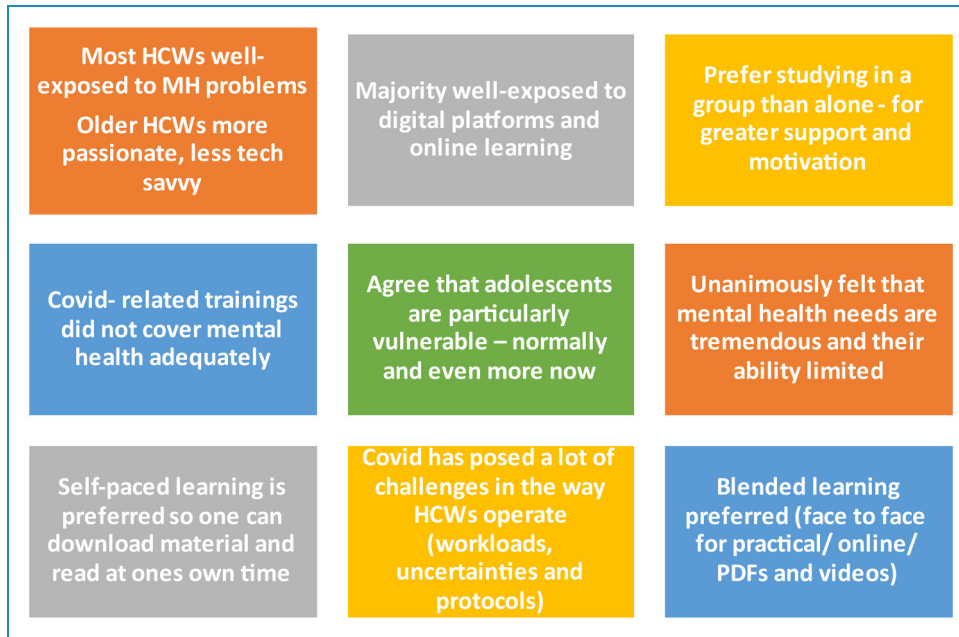 Most HCWs well-
exposed to MH problems
Older HCWs more
passionate, less tech
savvy
Majority well-exposed to
digital platforms and
online learning
Prefer studying in a
group than alone - for
greater support and
motivation
Covid- related trainings
did not cover mental
health adequately
Agree that adolescents
are particularly
vulnerable – normally
and even more now
Unanimously felt that
mental health needs are
tremendous and their
ability limited
Self-paced learning is
preferred so one can
download material and
read at ones own time
Covid has posed a lot of
challenges in the way
HCWs operate
(workloads,
uncertainties and
protocols)
Blended learning
preferred (face to face
for practical/ online/
PDFs and videos)